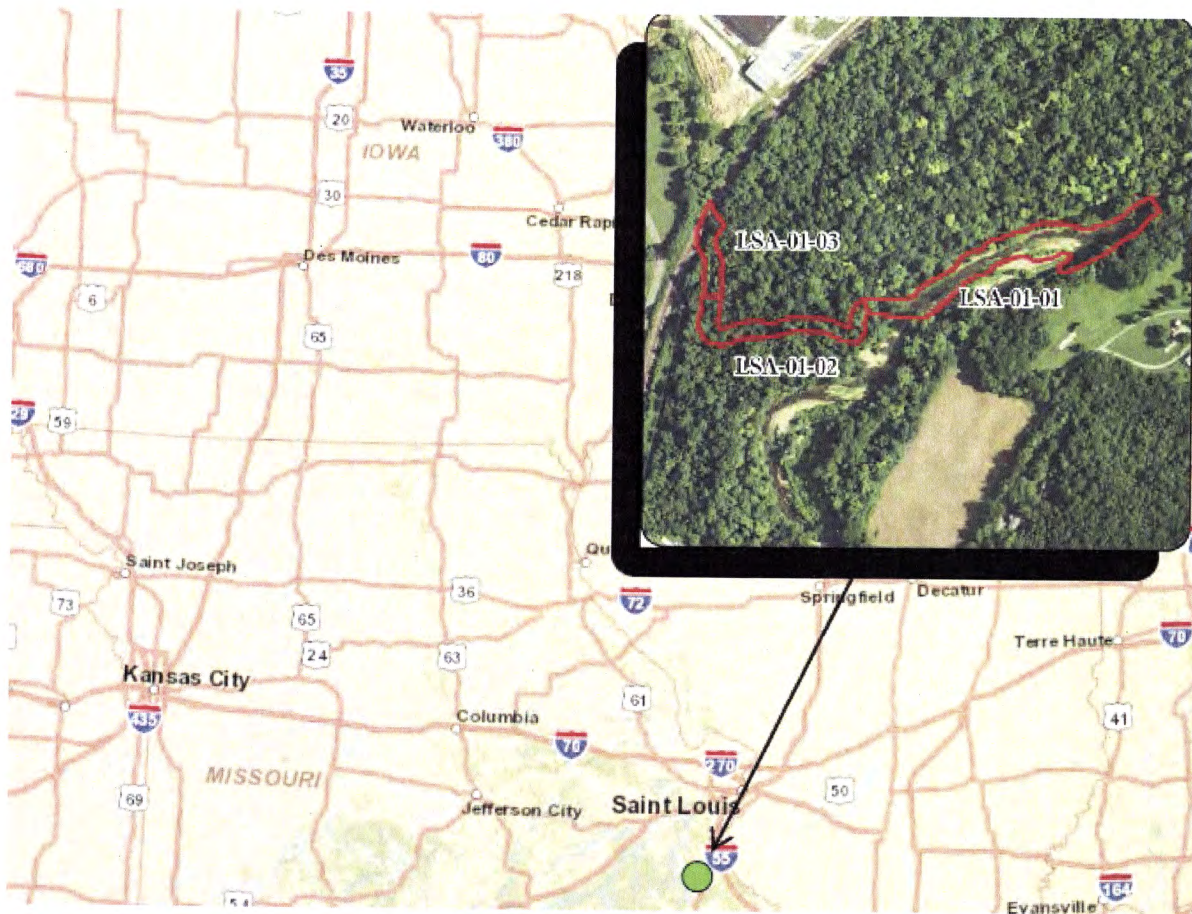 35
20
Waterloo
380
IOWA
30
Cedar Rap
680
Des Moines
80
218
6
65
LSA-01-03
LSA-01-01
LSA-01-02
29
59
Saint Joseph
Qu
36
72
Springfield
Decatur
73
65
24
63
Terre Haute
70
Kansas City
61
435
Columbia
70
41
270
MISSOURI
69
Jefferson City
Saint Louis
50
55
164
Evansville